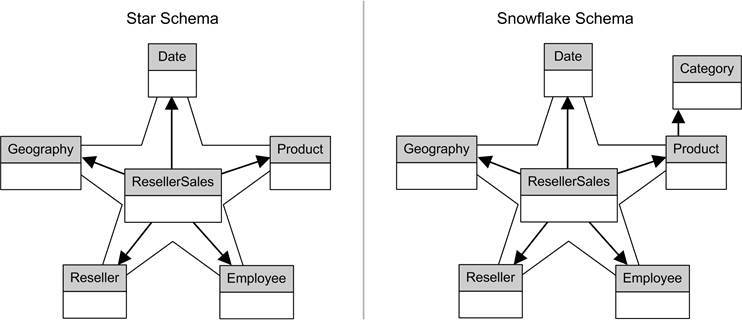 Star Schema
Date
Geography
Product
ResellerSales
Reseller
Employee
Snowflake Schema
Date
Category
Geography
Product
ResellerSales
Reseller
Employee